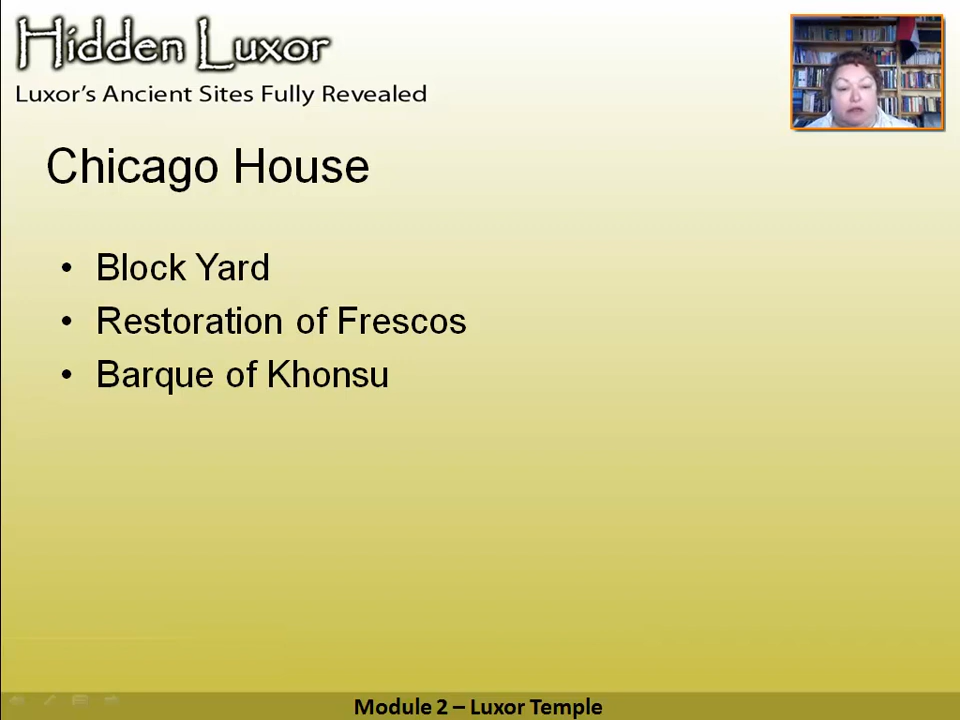 Hidden Luxor
Luxor's Ancient Sites Fully Revealed
Chicago House
• Block Yard
• Restoration of Frescos
• Barque of Khonsu
Module 2 – Luxor Temple